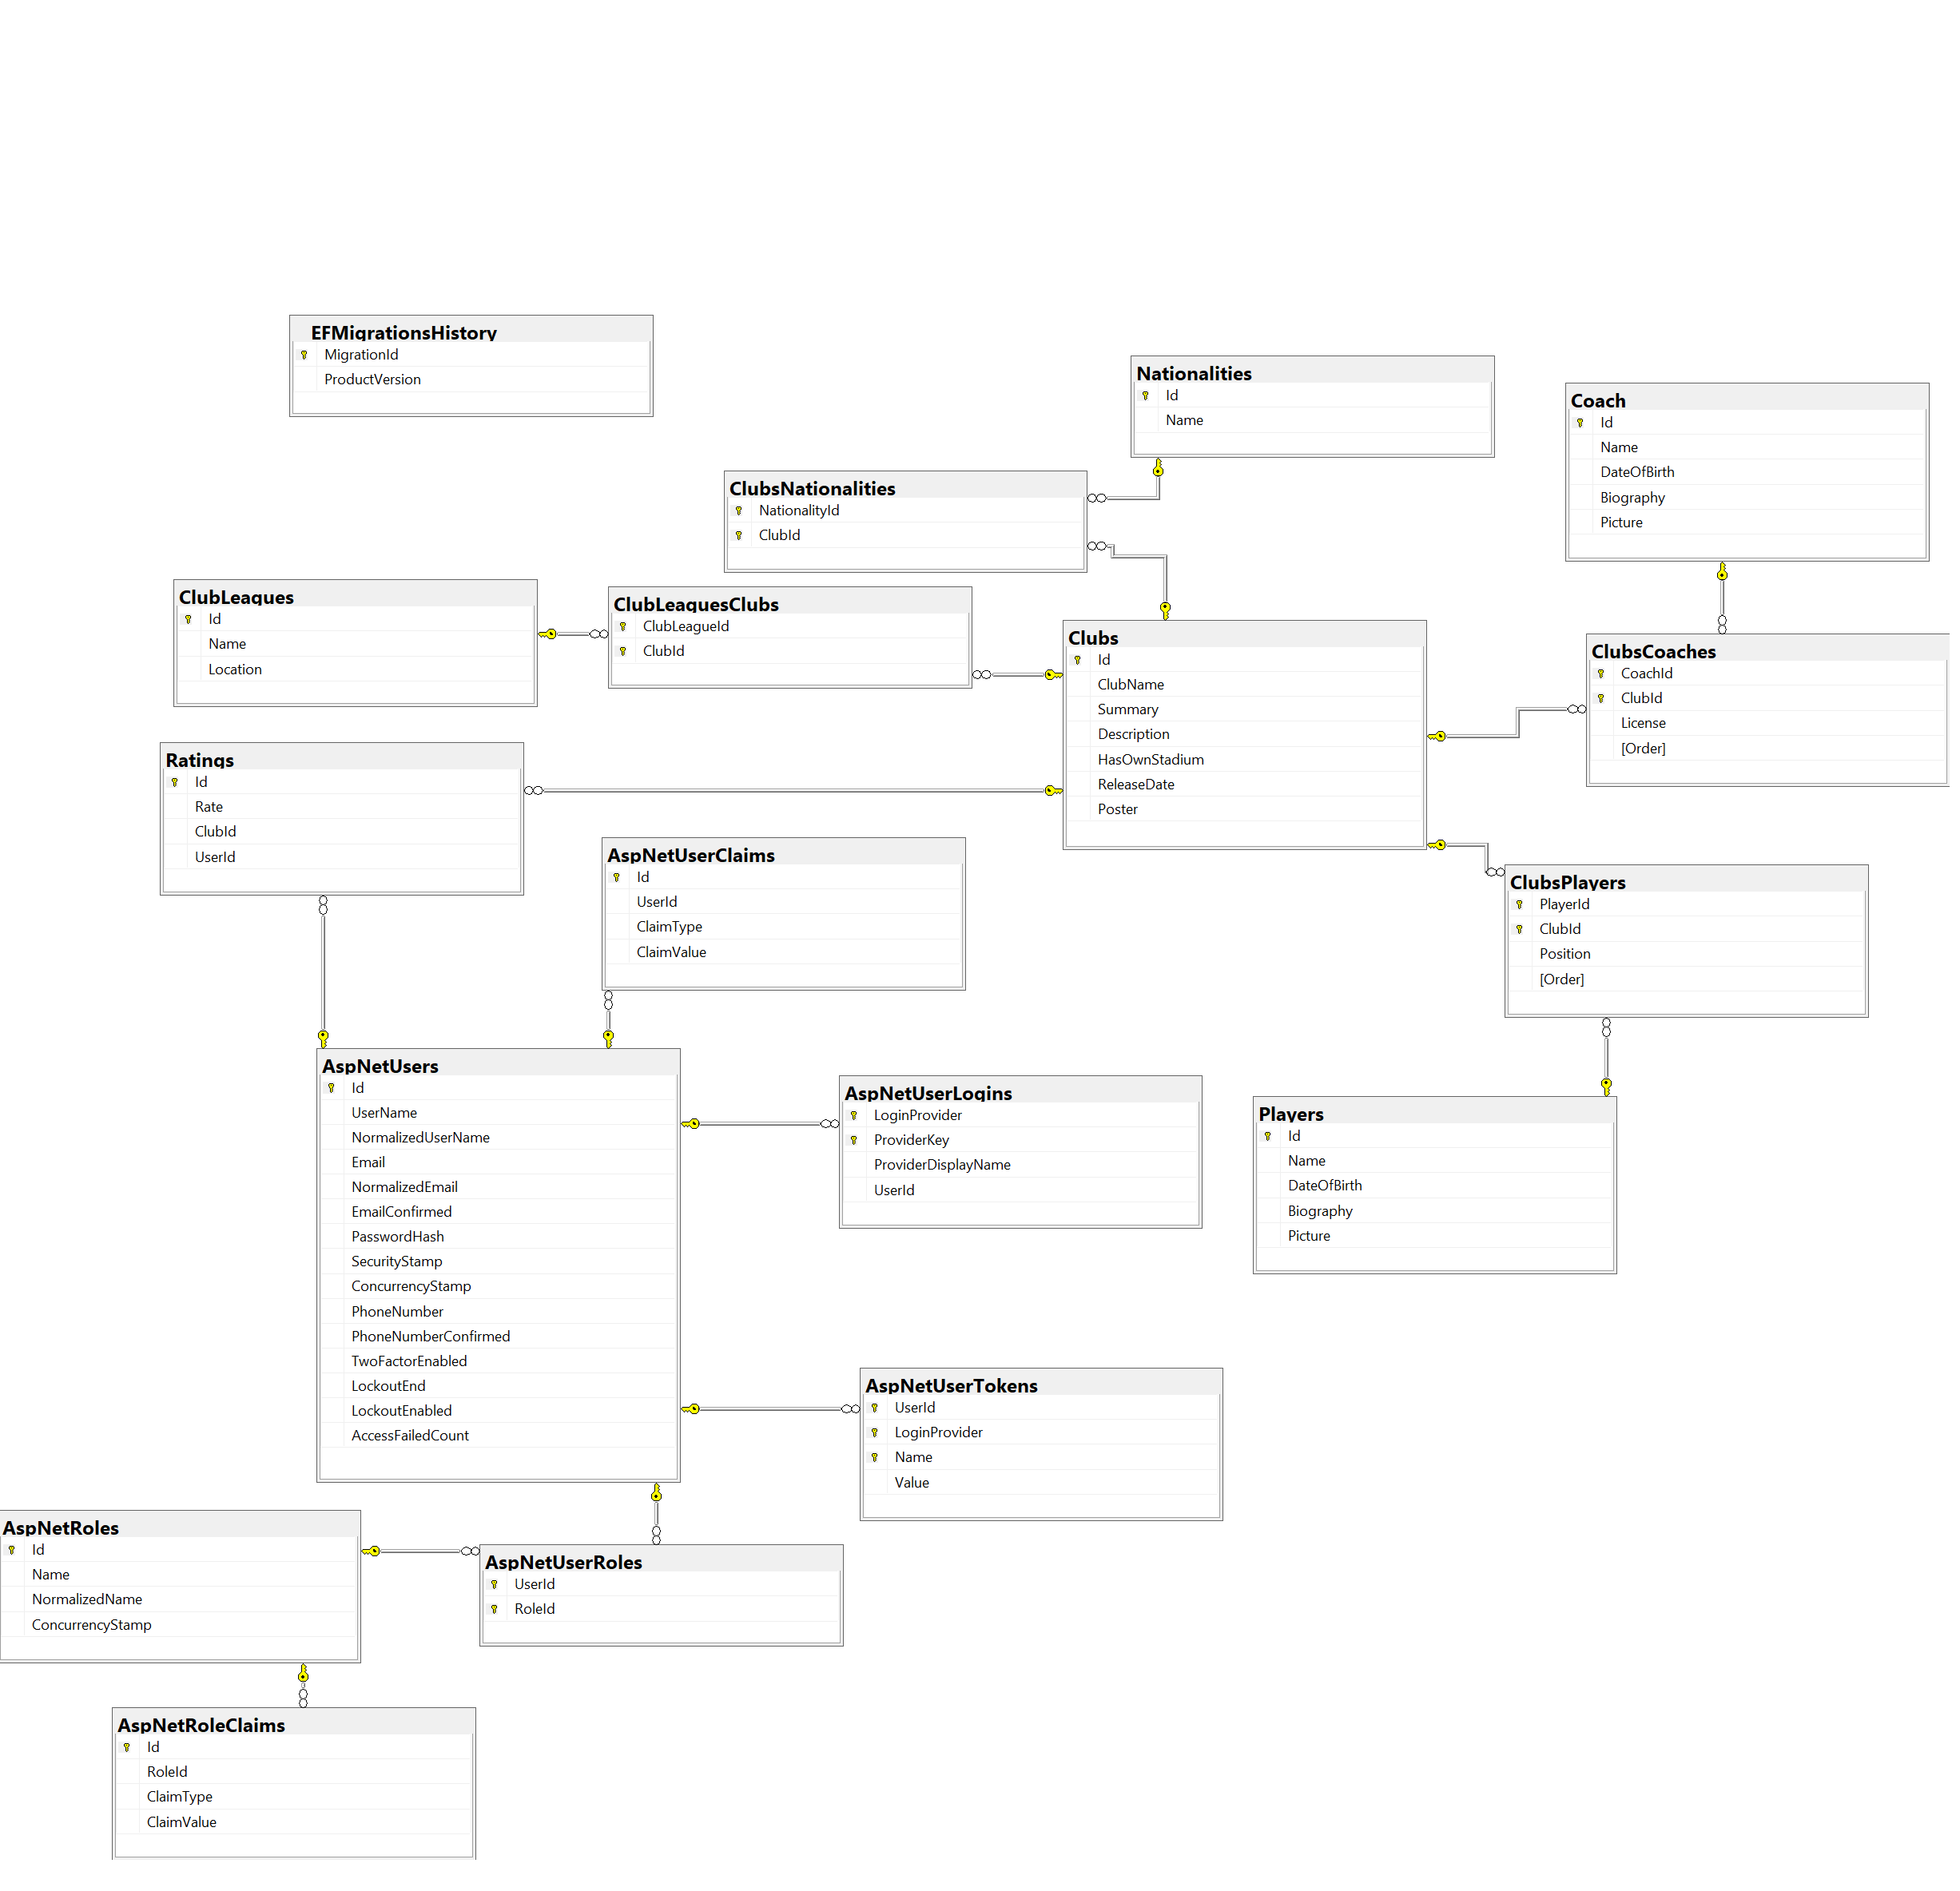 EFMigrationsHistory
MigrationId
ProductVersion
Nationalities
Id
Name
Coach
Id
Name
DateOfBirth
Biography
Picture
ClubsNationalities
NationalityId
ClubId
ClubLeagues
Id
Name
Location
ClubLeaguesClubs
ClubLeagueId
ClubId
Clubs
Id
ClubName
Summary
Description
HasOwnStadium
ReleaseDate
Poster
ClubsCoaches
CoachId
ClubId
License
[Order]
Ratings
Id
Rate
ClubId
UserId
AspNetUserClaims
Id
UserId
ClaimType
ClaimValue
ClubsPlayers
PlayerId
ClubId
Position
[Order]
AspNetUsers
Id
UserName
NormalizedUserName
Email
NormalizedEmail
EmailConfirmed
PasswordHash
SecurityStamp
ConcurrencyStamp
PhoneNumber
PhoneNumberConfirmed
TwoFactorEnabled
LockoutEnd
LockoutEnabled
AccessFailedCount
AspNetUserLogins
LoginProvider
ProviderKey
ProviderDisplayName
UserId
Players
Id
Name
DateOfBirth
Biography
Picture
AspNetUserTokens
UserId
LoginProvider
Name
Value
AspNetRoles
Id
Name
NormalizedName
ConcurrencyStamp
AspNetUserRoles
UserId
RoleId
AspNetRoleClaims
Id
RoleId
ClaimType
ClaimValue